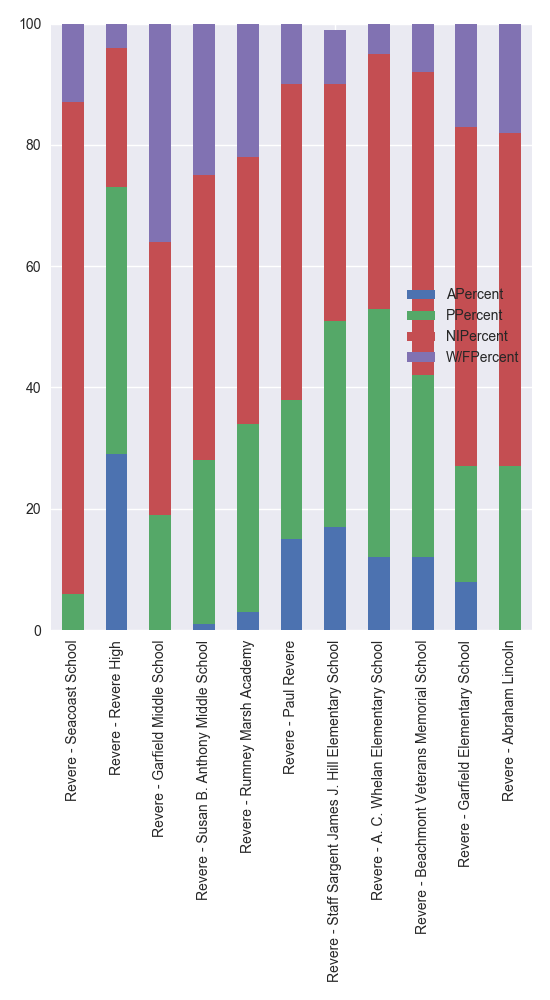 100
80
60
40
20
0
APercent
PPercent
NIPercent
W/FPercent
Revere - Seacoast School
Revere - Revere High
Revere - Garfield Middle School
Revere - Susan B. Anthony Middle School
Revere - Rumney Marsh Academy
Revere - Paul Revere
Revere - Staff Sargent James J. Hill Elementary School
Revere - A. C. Whelan Elementary School
Revere - Beachmont Veterans Memorial School
Revere - Garfield Elementary School
Revere - Abraham Lincoln